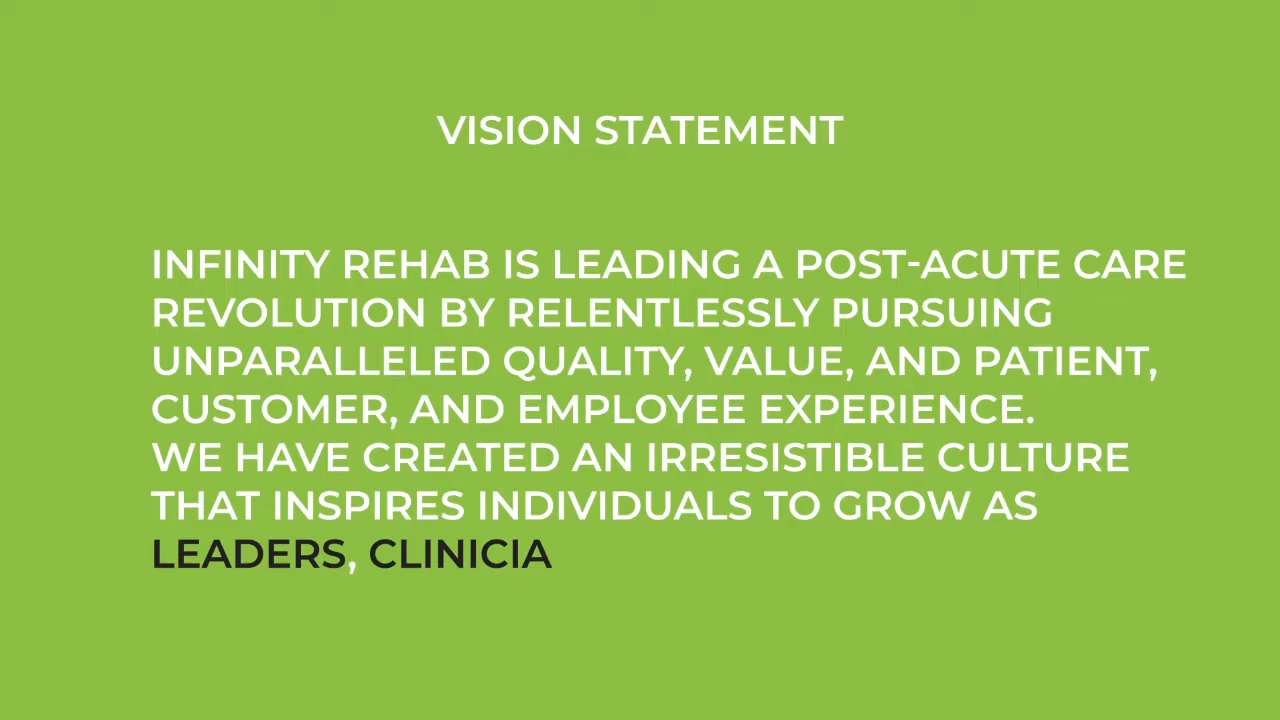 VISION STATEMENT
INFINITY REHAB IS LEADING A POST-ACUTE CARE
REVOLUTION BY RELENTLESSLY PURSUING
UNPARALLELED QUALITY, VALUE, AND PATIENT,
CUSTOMER, AND EMPLOYEE EXPERIENCE.
WE HAVE CREATED AN IRRESISTIBLE CULTURE
THAT INSPIRES INDIVIDUALS TO GROW AS
LEADERS, CLINICIA